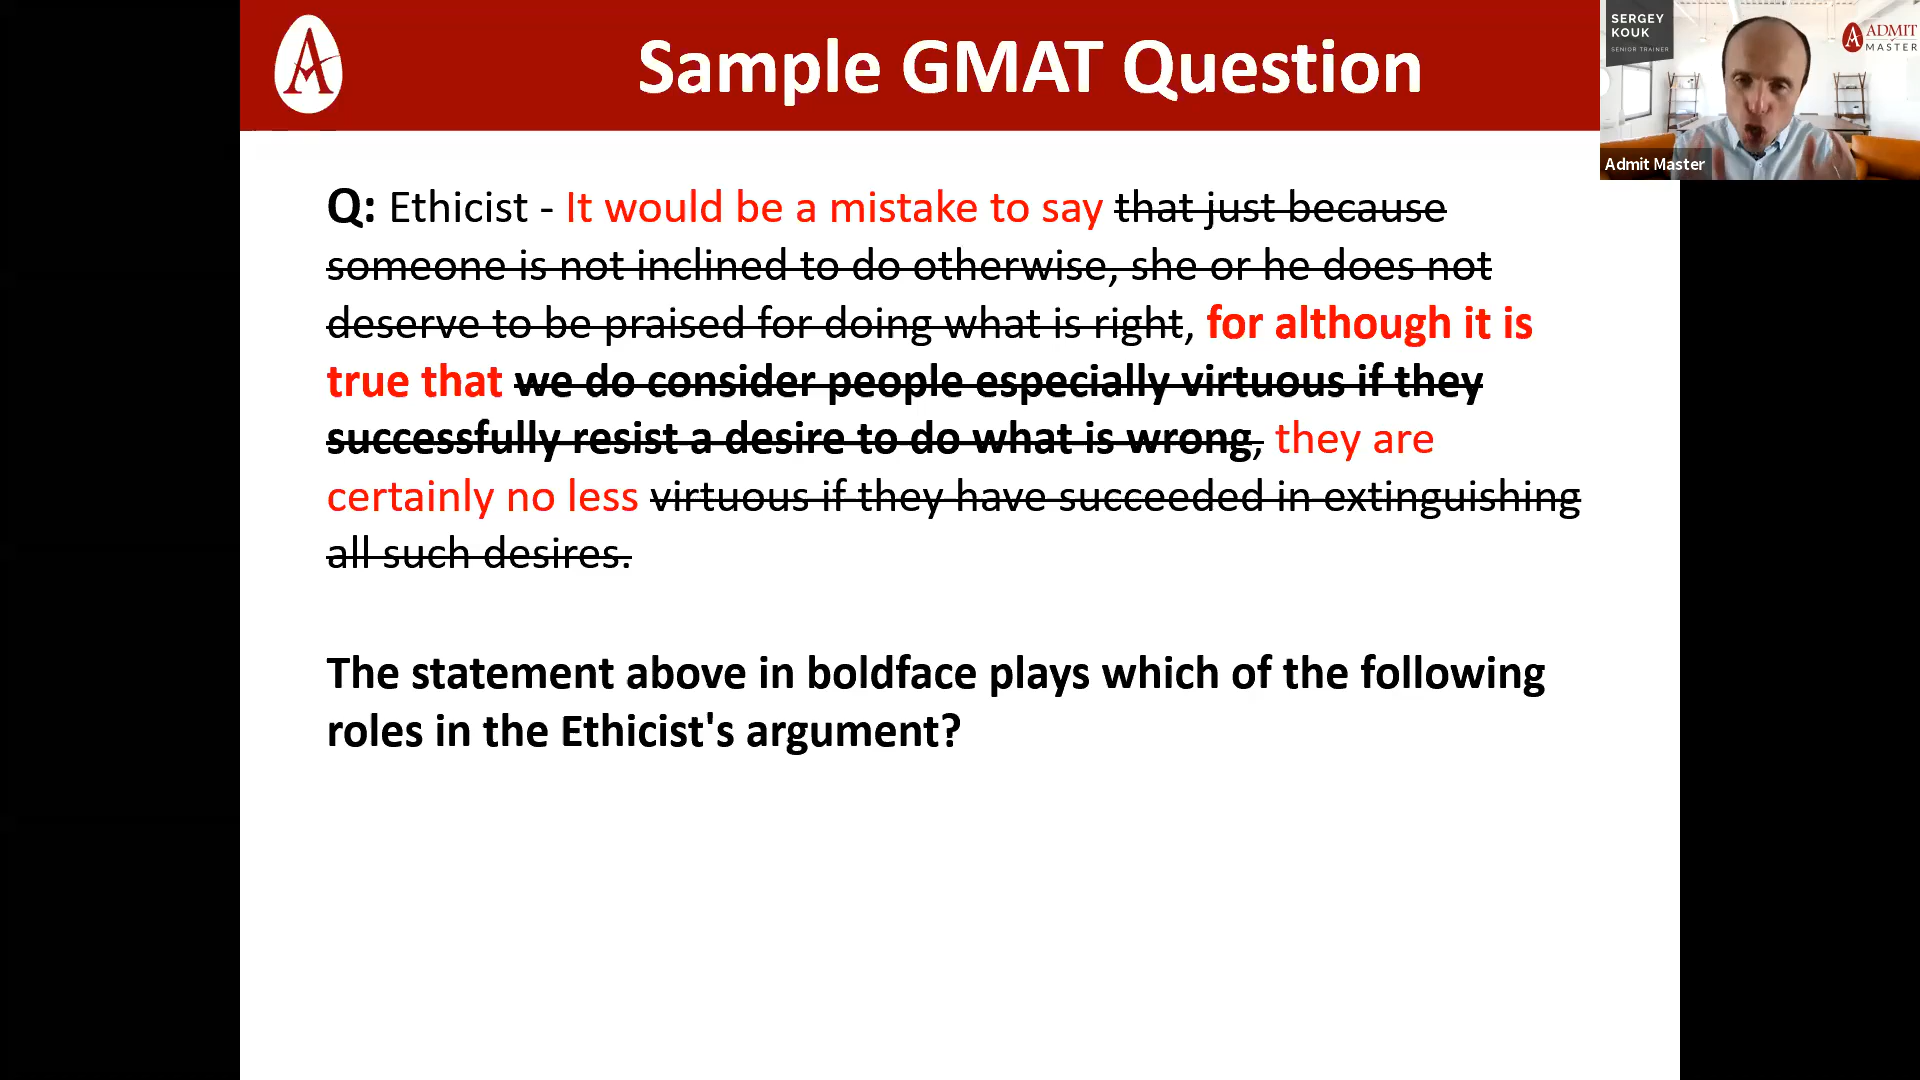 Sample GMAT Question
SERGEY
KOUK
SENIOR TRAINER
ADMIT
MASTER
Admit Master
Q: Ethicist - It would be a mistake to say that just because
someone is not inclined to do otherwise, she or he does not
deserve to be praised for doing what is right, for although it is
true that we do consider people especially virtuous if they
successfully resist a desire to do what is wrong, they are
certainly no less virtuous if they have succeeded in extinguishing
all such desires.
The statement above in boldface plays which of the following
roles in the Ethicist's argument?